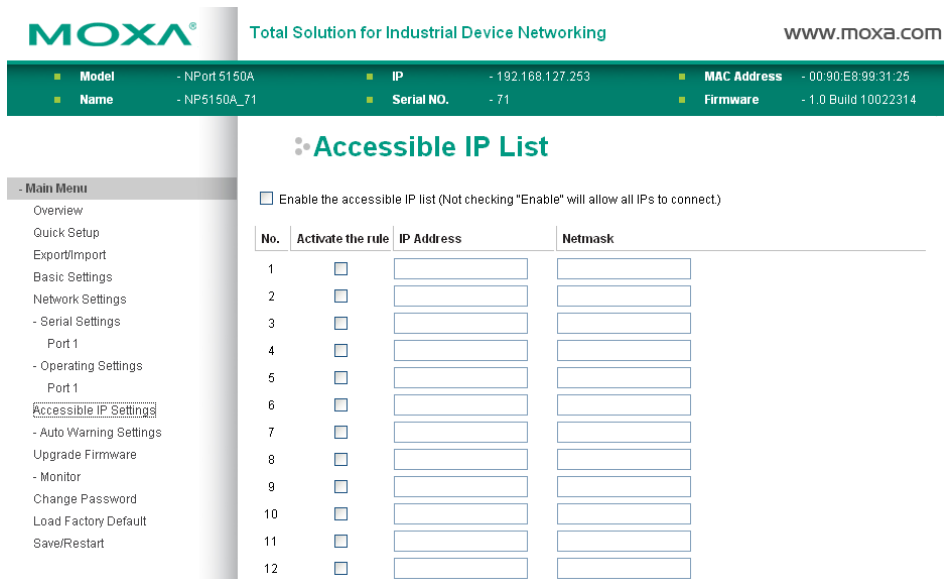 MOXA®
Total Solution for Industrial Device Networking
www.moxa.com
Model - NPort 5150A IP - 192.168.127.253 MAC Address - 00:90:E8:99:31:25
Name - NP5150A_71 Serial NO. - 71 Firmware - 1.0 Build 10022314
Accessible IP List
- Main Menu
Overview
Quick Setup
Export/Import
Basic Settings
Network Settings
- Serial Settings
Port 1
- Operating Settings
Port 1
Accessible IP Settings
- Auto Warning Settings
Upgrade Firmware
- Monitor
Change Password
Load Factory Default
Save/Restart
Enable the accessible IP list (Not checking "Enable" will allow all IPs to connect.)
No. Activate the rule IP Address Netmask
1
2
3
4
5
6
7
8
9
10
11
12